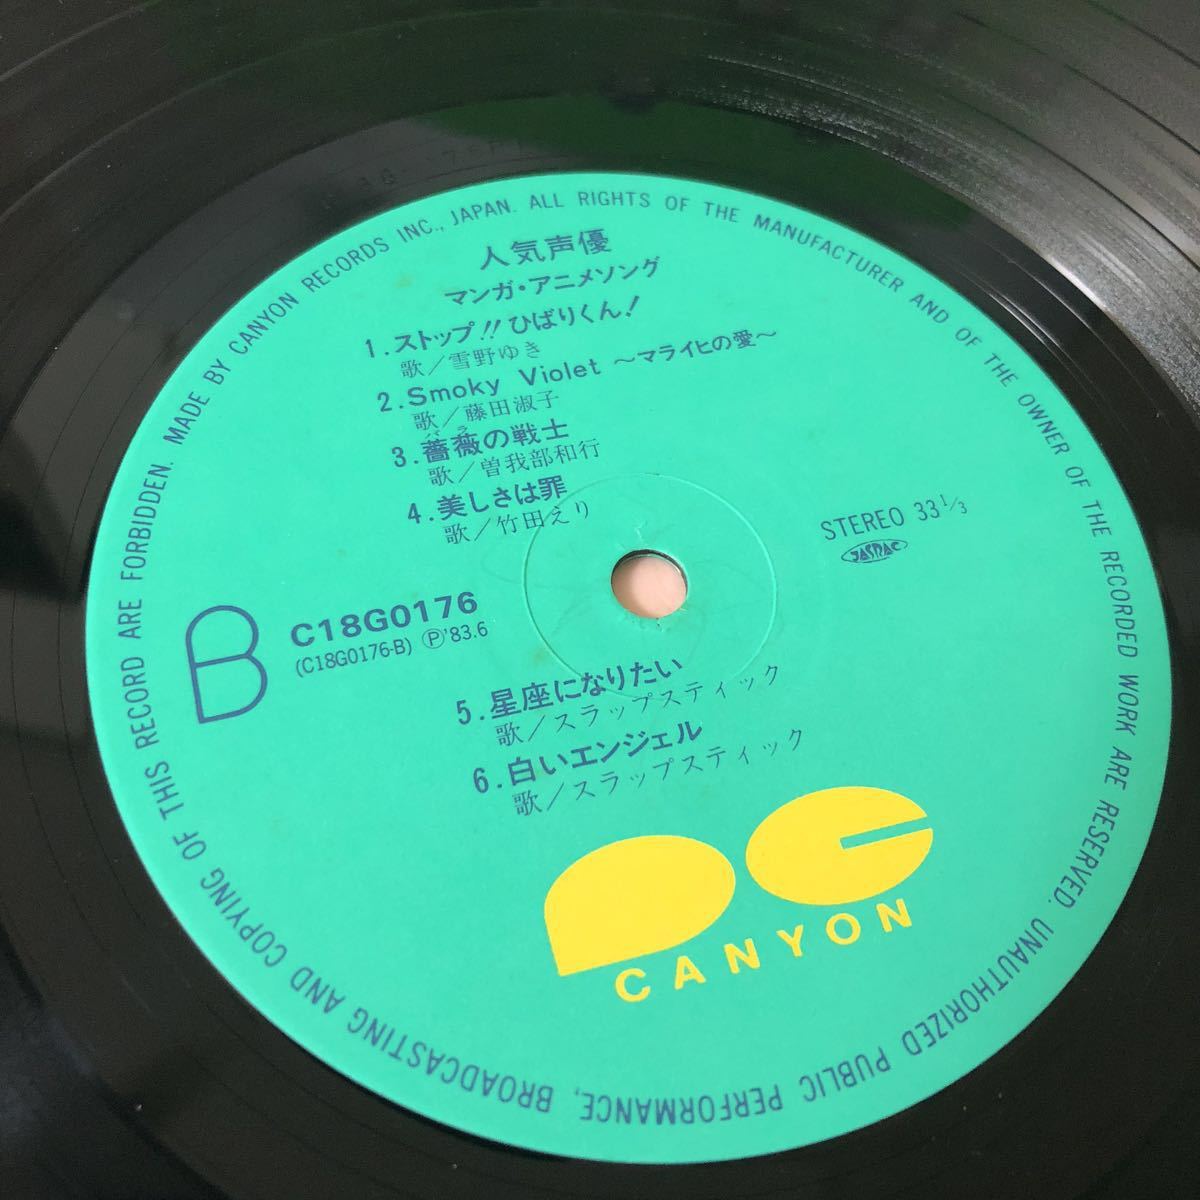 人気声優
マンガ・アニメソング
1.ストップ!!ひばりくん!
歌/雪野ゆき
2.Smoky Violet 〜マライヒの愛〜
歌/藤田淑子
バラ
3.薔薇の戦士
歌/曽我部和行
4.美しさは罪
歌/竹田えり
STEREO 33 1/3
JASRAC
B
C18G0176
(C18G0176-B) Ⓟ'83.6
5.星座になりたい
歌/スラップスティック
6.白いエンジェル
歌/スラップスティック
CANYON
MADE BY CANYON RECORDS INC., JAPAN. ALL RIGHTS OF THE MANUFACTURER AND OF THE OWNER OF THE RECORDED WORK ARE RESERVED. UNAUTHORIZED PUBLIC PERFORMANCE, BROADCASTING AND COPYING OF THIS RECORD ARE FORBIDDEN.